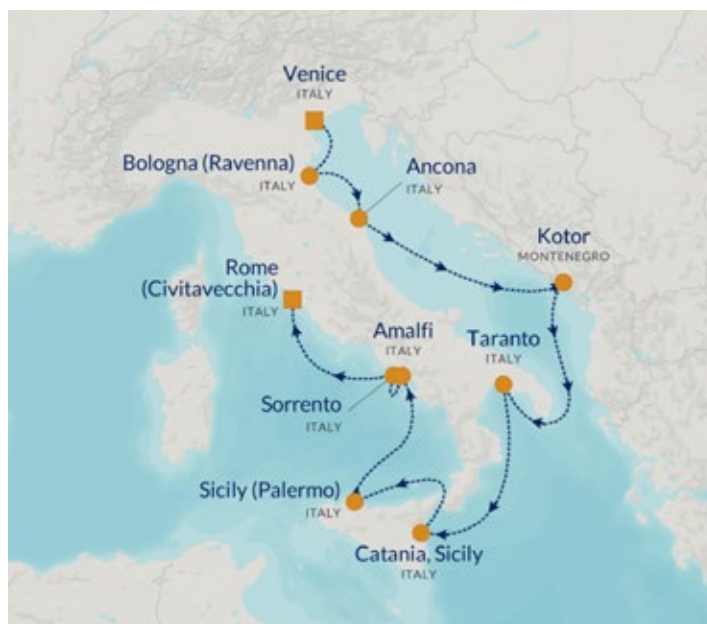 Venice
ITALY
Bologna (Ravenna)
ITALY
Ancona
ITALY
Kotor
MONTENEGRO
Rome
(Civitavecchia)
ITALY
Amalfi
ITALY
Taranto
ITALY
Sorrento
ITALY
Sicily (Palermo)
ITALY
Catania, Sicily
ITALY